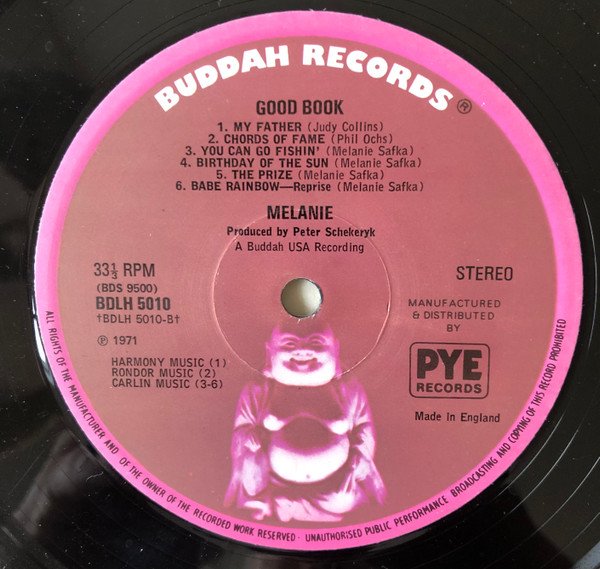 BUDDAH RECORDS®
GOOD BOOK
1. MY FATHER (Judy Collins)
2. CHORDS OF FAME (Phil Ochs)
3. YOU CAN GO FISHIN' (Melanie Safka)
4. BIRTHDAY OF THE SUN (Melanie Safka)
5. THE PRIZE (Melanie Safka)
6. BABE RAINBOW—Reprise (Melanie Safka)
MELANIE
Produced by Peter Schekeryk
A Buddah USA Recording
33⅓ RPM
(BDS 9500)
BDLH 5010
†BDLH 5010-B†
℗ 1971
HARMONY MUSIC (1)
RONDOR MUSIC (2)
CARLIN MUSIC (3-6)
STEREO
MANUFACTURED
& DISTRIBUTED
BY
PYE
RECORDS
Made in England
ALL RIGHTS OF THE MANUFACTURER AND OF THE OWNER OF THE RECORDED WORK RESERVED - UNAUTHORISED PUBLIC PERFORMANCE BROADCASTING AND COPYING OF THIS RECORD PROHIBITED